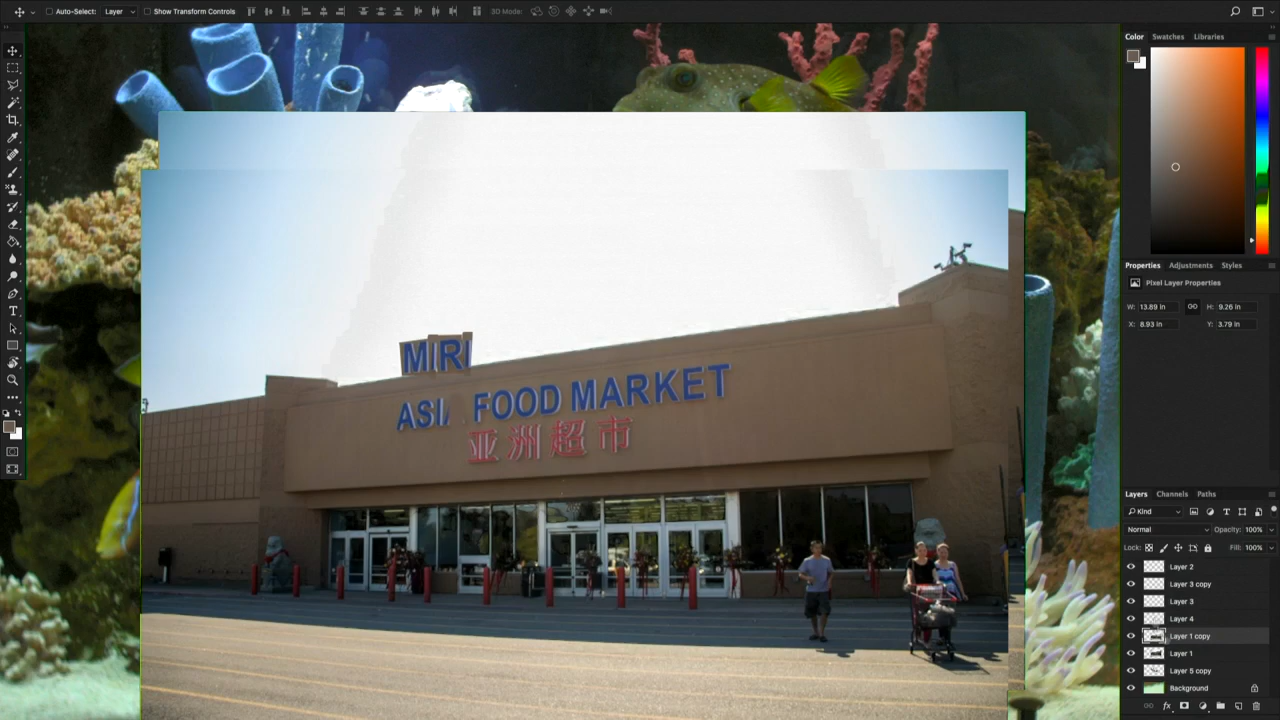 Auto-Select: Layer Show Transform Controls 3D Mode:
Color Swatches Libraries
Properties Adjustments Styles
Pixel Layer Properties
W: 13.89 in H: 9.26 in
X: 8.93 in Y: 3.79 in
MIRI
ASIA FOOD MARKET
亚洲超市
Layers Channels Paths
Kind
Normal Opacity: 100%
Lock: Fill: 100%
Layer 2
Layer 3 copy
Layer 3
Layer 4
Layer 1 copy
Layer 1
Layer 5 copy
Background
fx